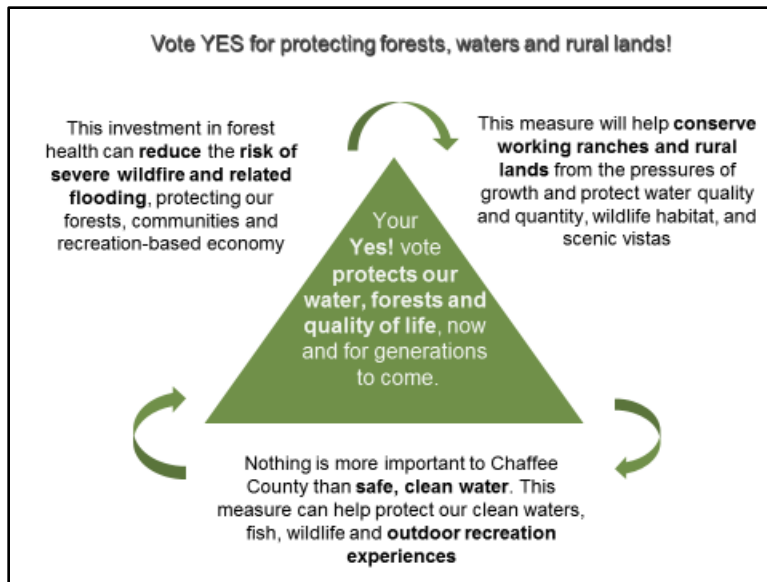 Vote YES for protecting forests, waters and rural lands!
This investment in forest
health can reduce the risk of
severe wildfire and related
flooding, protecting our
forests, communities and
recreation-based economy
This measure will help conserve
working ranches and rural
lands from the pressures of
growth and protect water quality
and quantity, wildlife habitat, and
scenic vistas
Your
Yes! vote
protects our
water, forests and
quality of life, now
and for generations
to come.
Nothing is more important to Chaffee
County than safe, clean water. This
measure can help protect our clean waters,
fish, wildlife and outdoor recreation
experiences